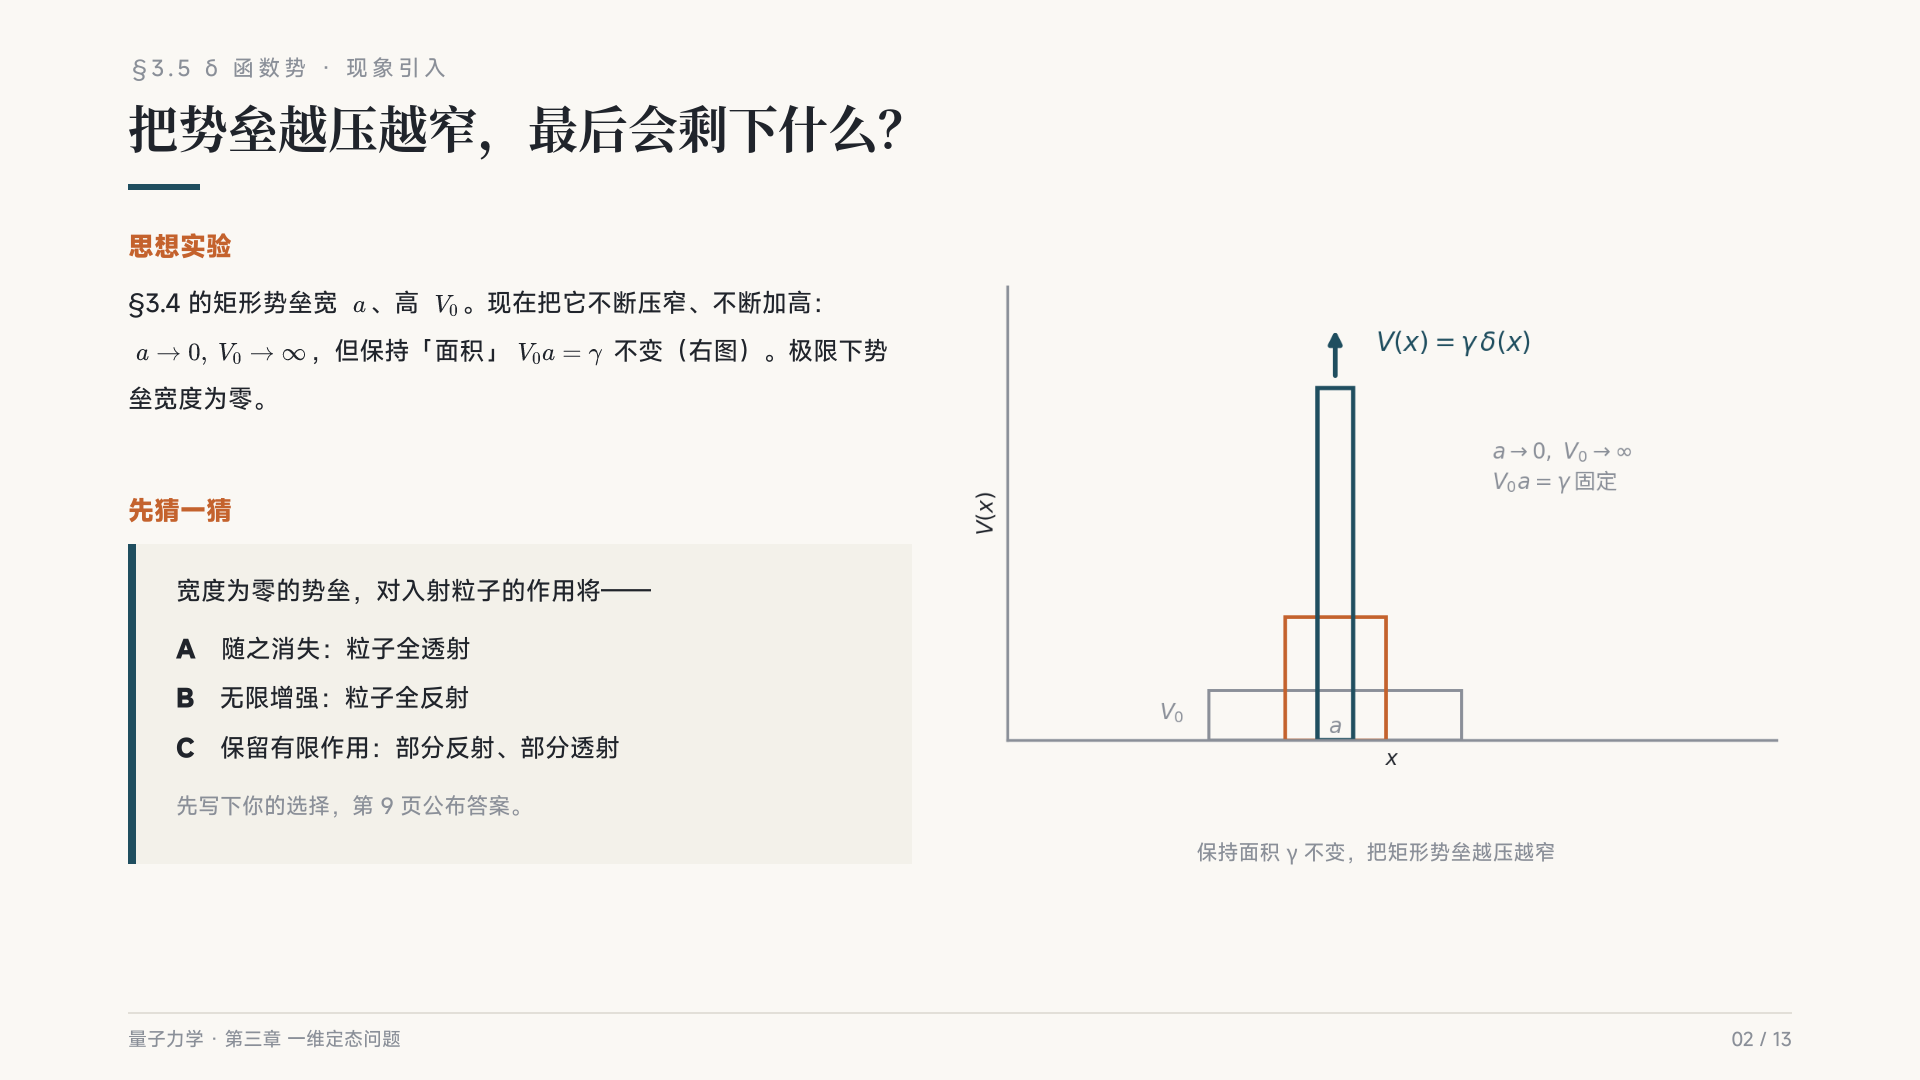 §3.5 δ 函数势 · 现象引入
把势垒越压越窄，最后会剩下什么？
思想实验
§3.4 的矩形势垒宽 a、高 V₀。现在把它不断压窄、不断加高：
a → 0, V₀ → ∞，但保持「面积」 V₀a = γ 不变（右图）。极限下势
垒宽度为零。
先猜一猜
宽度为零的势垒，对入射粒子的作用将——
A 随之消失：粒子全透射
B 无限增强：粒子全反射
C 保留有限作用：部分反射、部分透射
先写下你的选择，第 9 页公布答案。
V(x) = γδ(x)
a → 0, V₀ → ∞
V₀a = γ 固定
V(x)
V₀
a
x
保持面积 γ 不变，把矩形势垒越压越窄
量子力学 · 第三章 一维定态问题
02 / 13